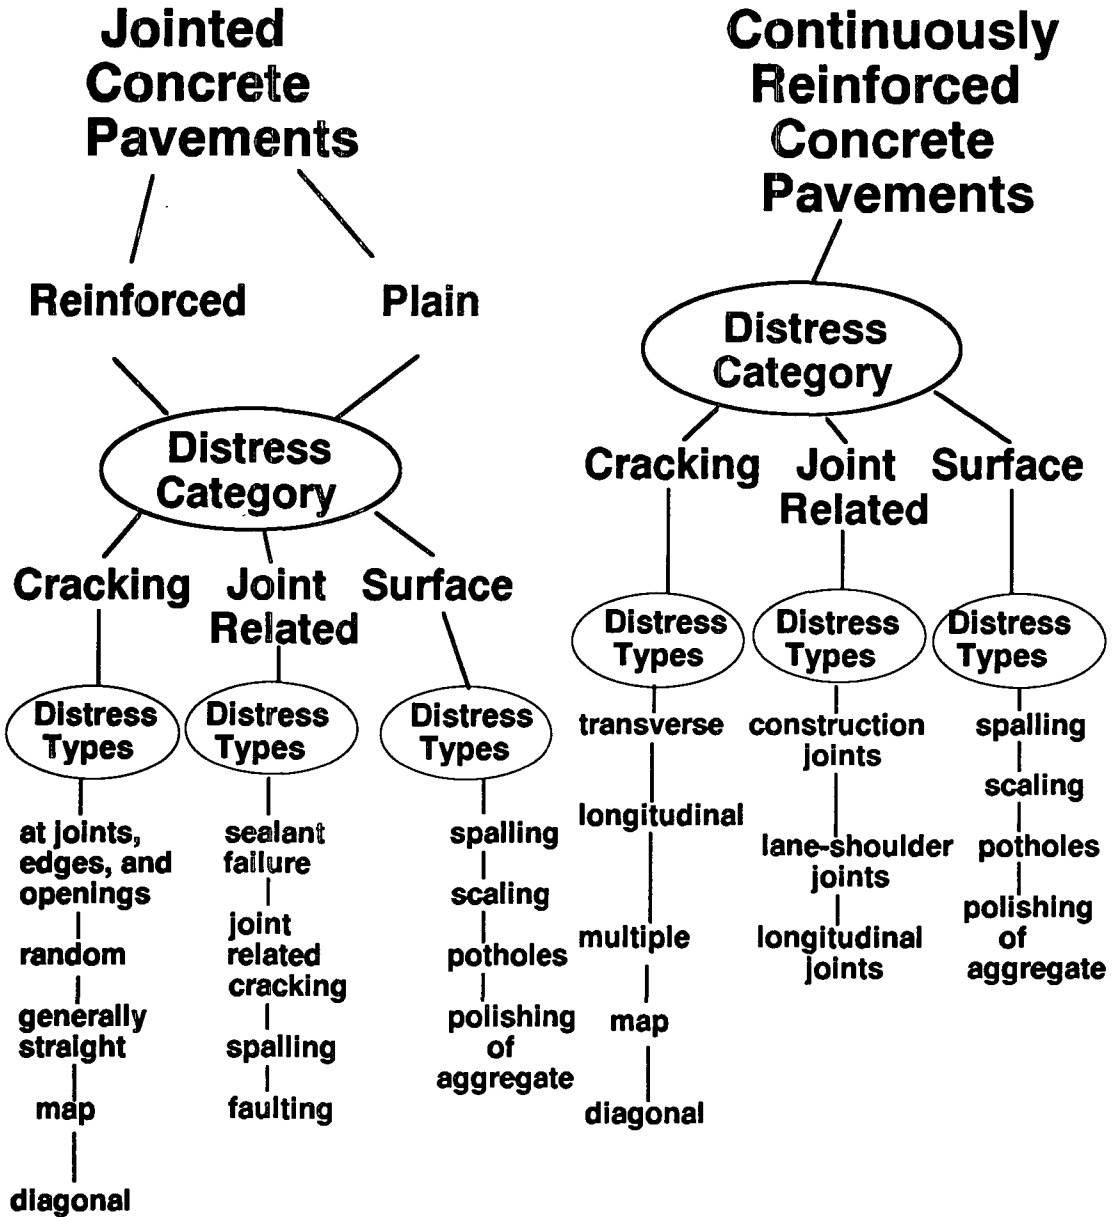 Jointed
Concrete
Pavements
Reinforced
Plain
Distress
Category
Cracking
Joint
Related
Surface
Distress
Types
at joints,
edges, and
openings
random
generally
straight
map
diagonal
Distress
Types
sealant
failure
joint
related
cracking
spalling
faulting
Distress
Types
spalling
scaling
potholes
polishing
of
aggregate
Continuously
Reinforced
Concrete
Pavements
Distress
Category
Cracking
Joint
Related
Surface
Distress
Types
transverse
longitudinal
multiple
map
diagonal
Distress
Types
construction
joints
lane-shoulder
joints
longitudinal
joints
Distress
Types
spalling
scaling
potholes
polishing
of
aggregate